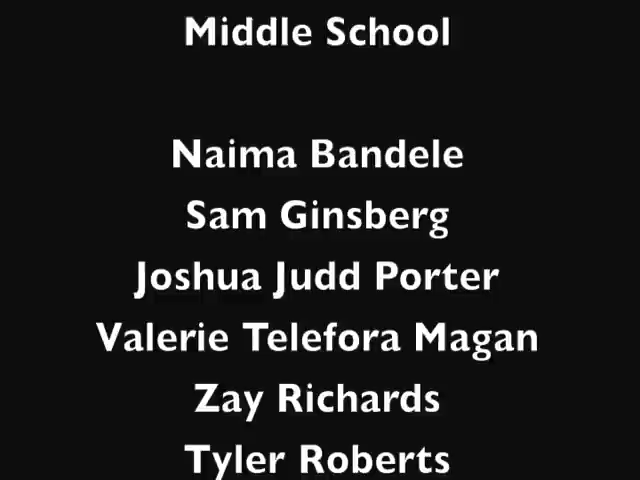 Middle School
Naima Bandele
Sam Ginsberg
Joshua Judd Porter
Valerie Telefora Magan
Zay Richards
Tyler Roberts